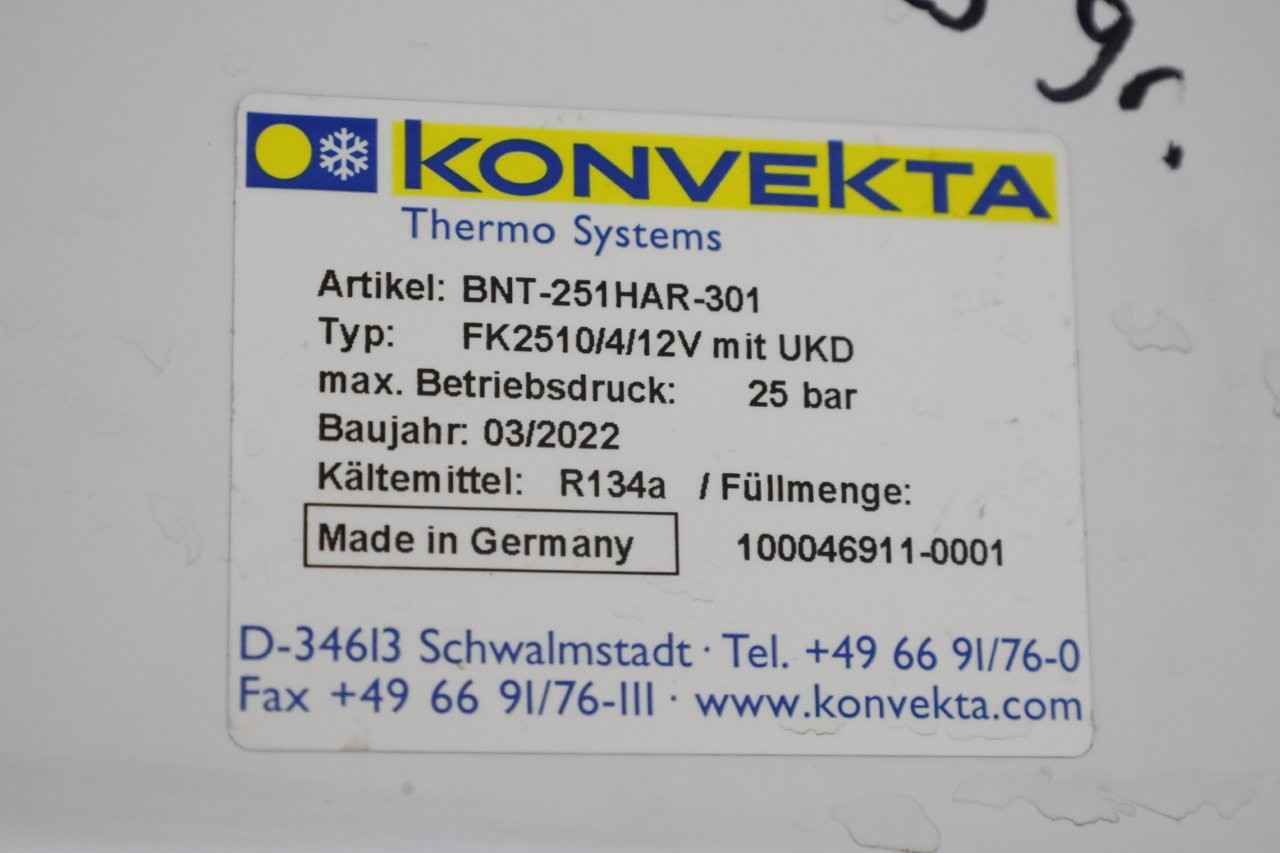 gr.
KONVEKTA
Thermo Systems
Artikel: BNT-251HAR-301
Typ: FK2510/4/12V mit UKD
max. Betriebsdruck: 25 bar
Baujahr: 03/2022
Kältemittel: R134a / Füllmenge:
Made in Germany 100046911-0001
D-34613 Schwalmstadt · Tel. +49 66 91/76-0
Fax +49 66 91/76-111 · www.konvekta.com